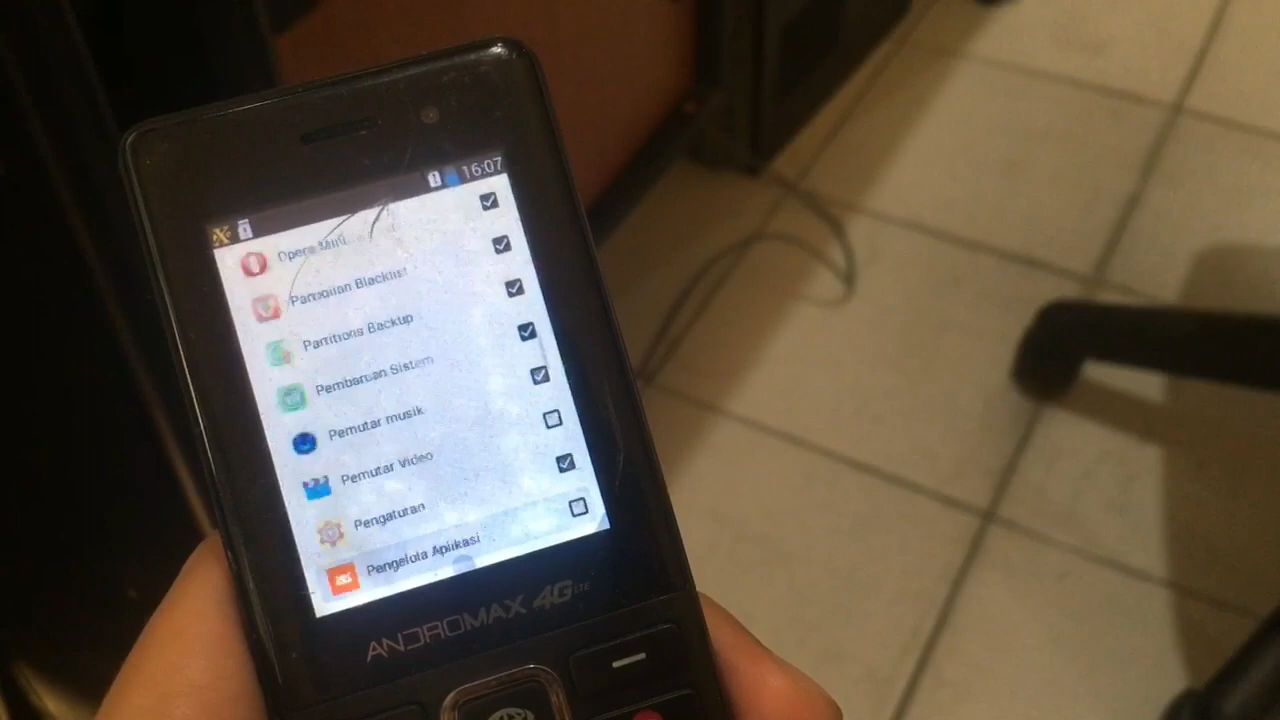 16:07
Opera Mini
Panggilan Blacklist
Partitions Backup
Pembaruan Sistem
Pemutar musik
Pemutar Video
Pengaturan
Pengelola Aplikasi
ANDROMAX 4G LTE